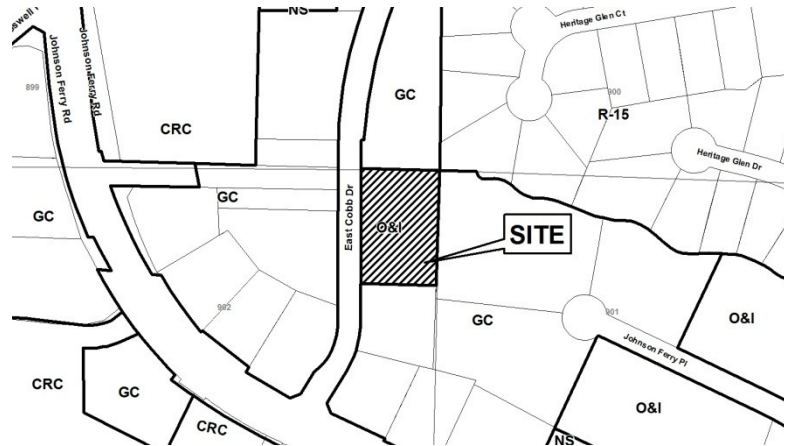 NS
Heritage Glen Ct
Johnson Ferry Rd
Johnson Ferry Rd
899
GC
900
R-15
CRC
Heritage Glen Dr
GC
GC
East Cobb Dr
O&I
SITE
902
GC
901
O&I
Johnson Ferry Pl
CRC
GC
O&I
CRC
NS